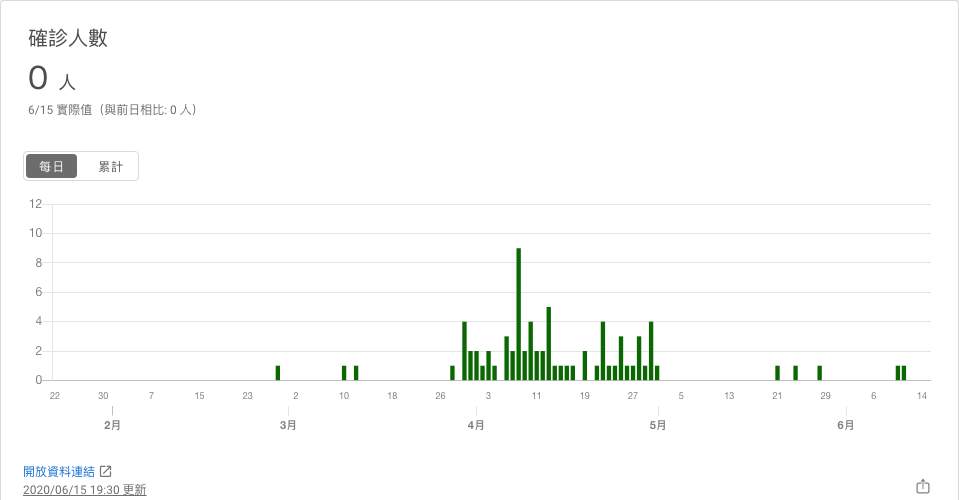 確診人數
0 人
6/15 實際值（與前日相比: 0 人）
每日 累計
12
10
8
6
4
2
0
22 30 7 15 23 2 10 18 26 3 11 19 27 5 13 21 29 6 14
2月 3月 4月 5月 6月
開放資料連結
2020/06/15 19:30 更新